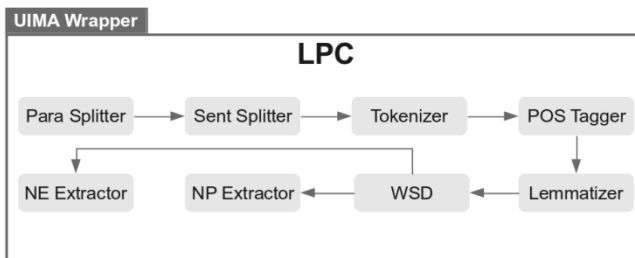 UIMA Wrapper
LPC
Para Splitter Sent Splitter Tokenizer POS Tagger
NE Extractor NP Extractor WSD Lemmatizer